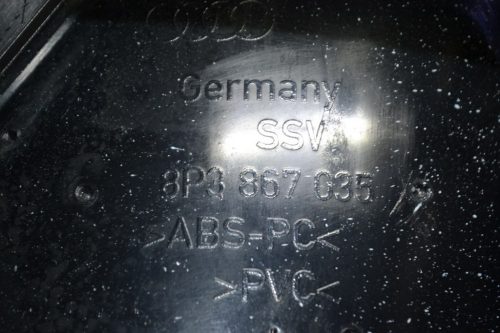 Germany
SSV
8P3 867 035
>ABS-PC<
>PVC<